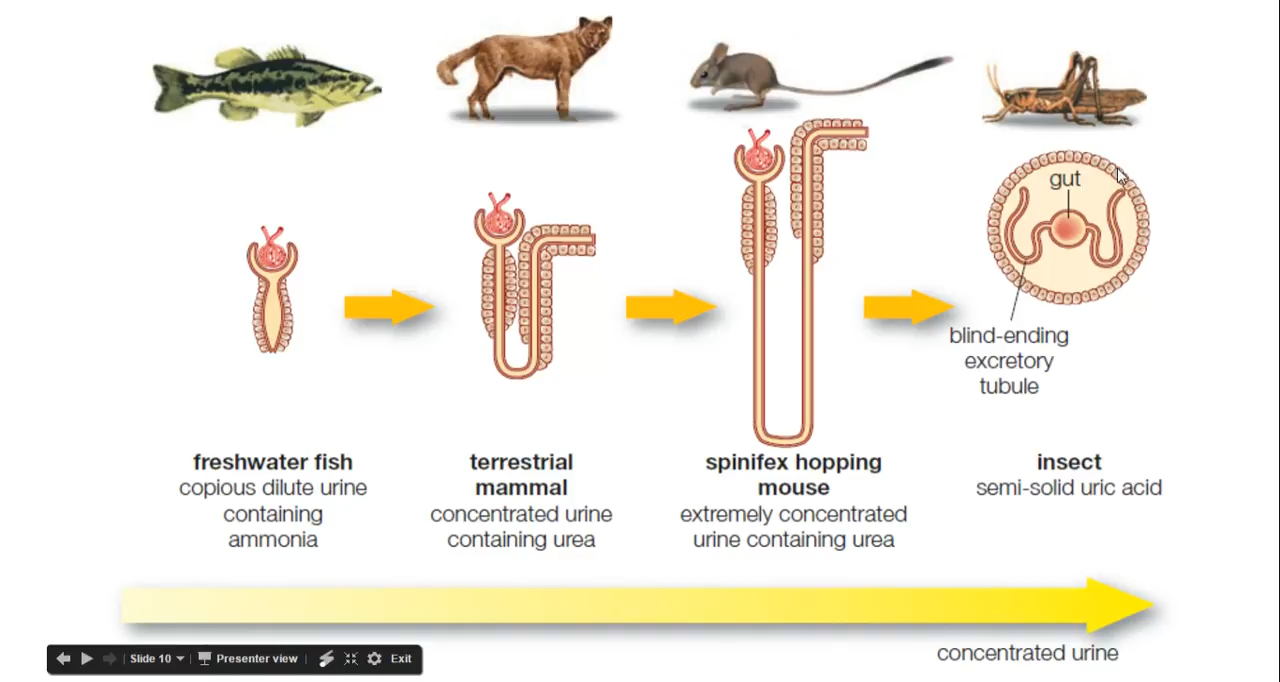 gut
blind-ending
excretory
tubule
freshwater fish
copious dilute urine
containing
ammonia
terrestrial
mammal
concentrated urine
containing urea
spinifex hopping
mouse
extremely concentrated
urine containing urea
insect
semi-solid uric acid
concentrated urine
Slide 10 Presenter view Exit